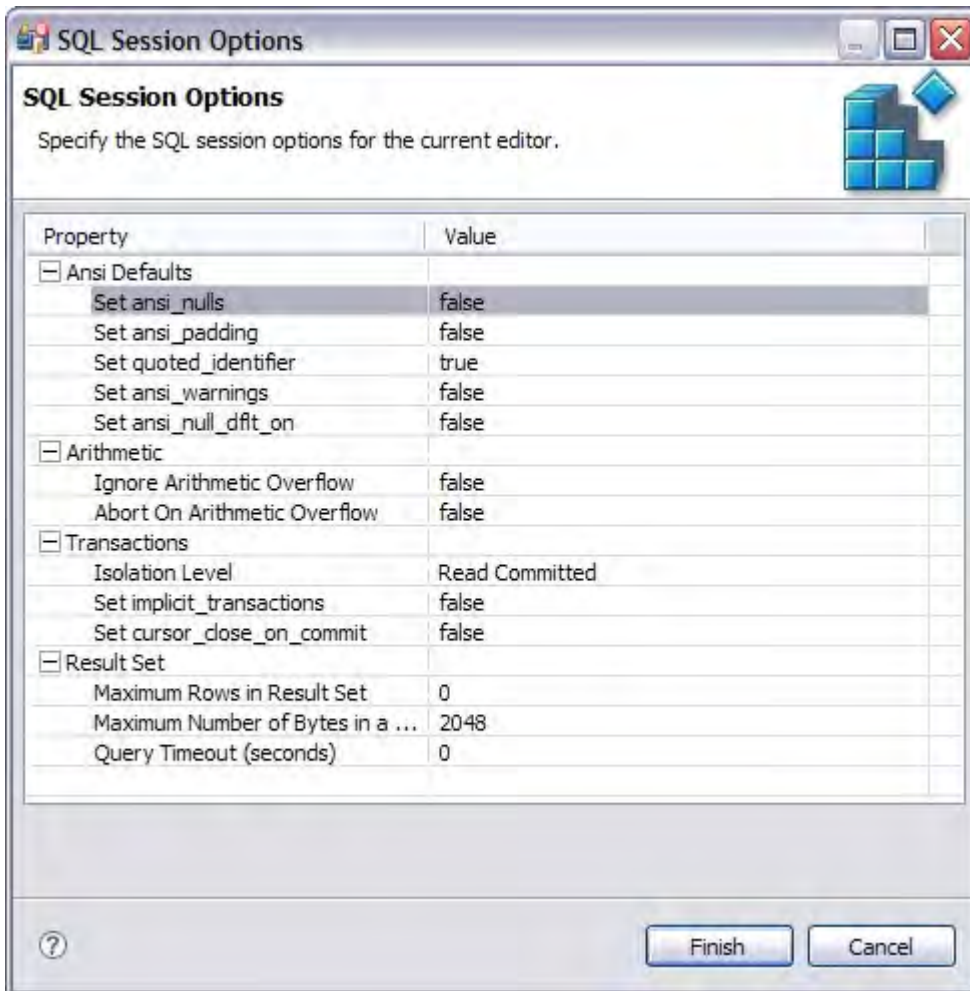 SQL Session Options
SQL Session Options
Specify the SQL session options for the current editor.
Property Value
Ansi Defaults
Set ansi_nulls false
Set ansi_padding false
Set quoted_identifier true
Set ansi_warnings false
Set ansi_null_dflt_on false
Arithmetic
Ignore Arithmetic Overflow false
Abort On Arithmetic Overflow false
Transactions
Isolation Level Read Committed
Set implicit_transactions false
Set cursor_close_on_commit false
Result Set
Maximum Rows in Result Set 0
Maximum Number of Bytes in a ... 2048
Query Timeout (seconds) 0
? Finish Cancel